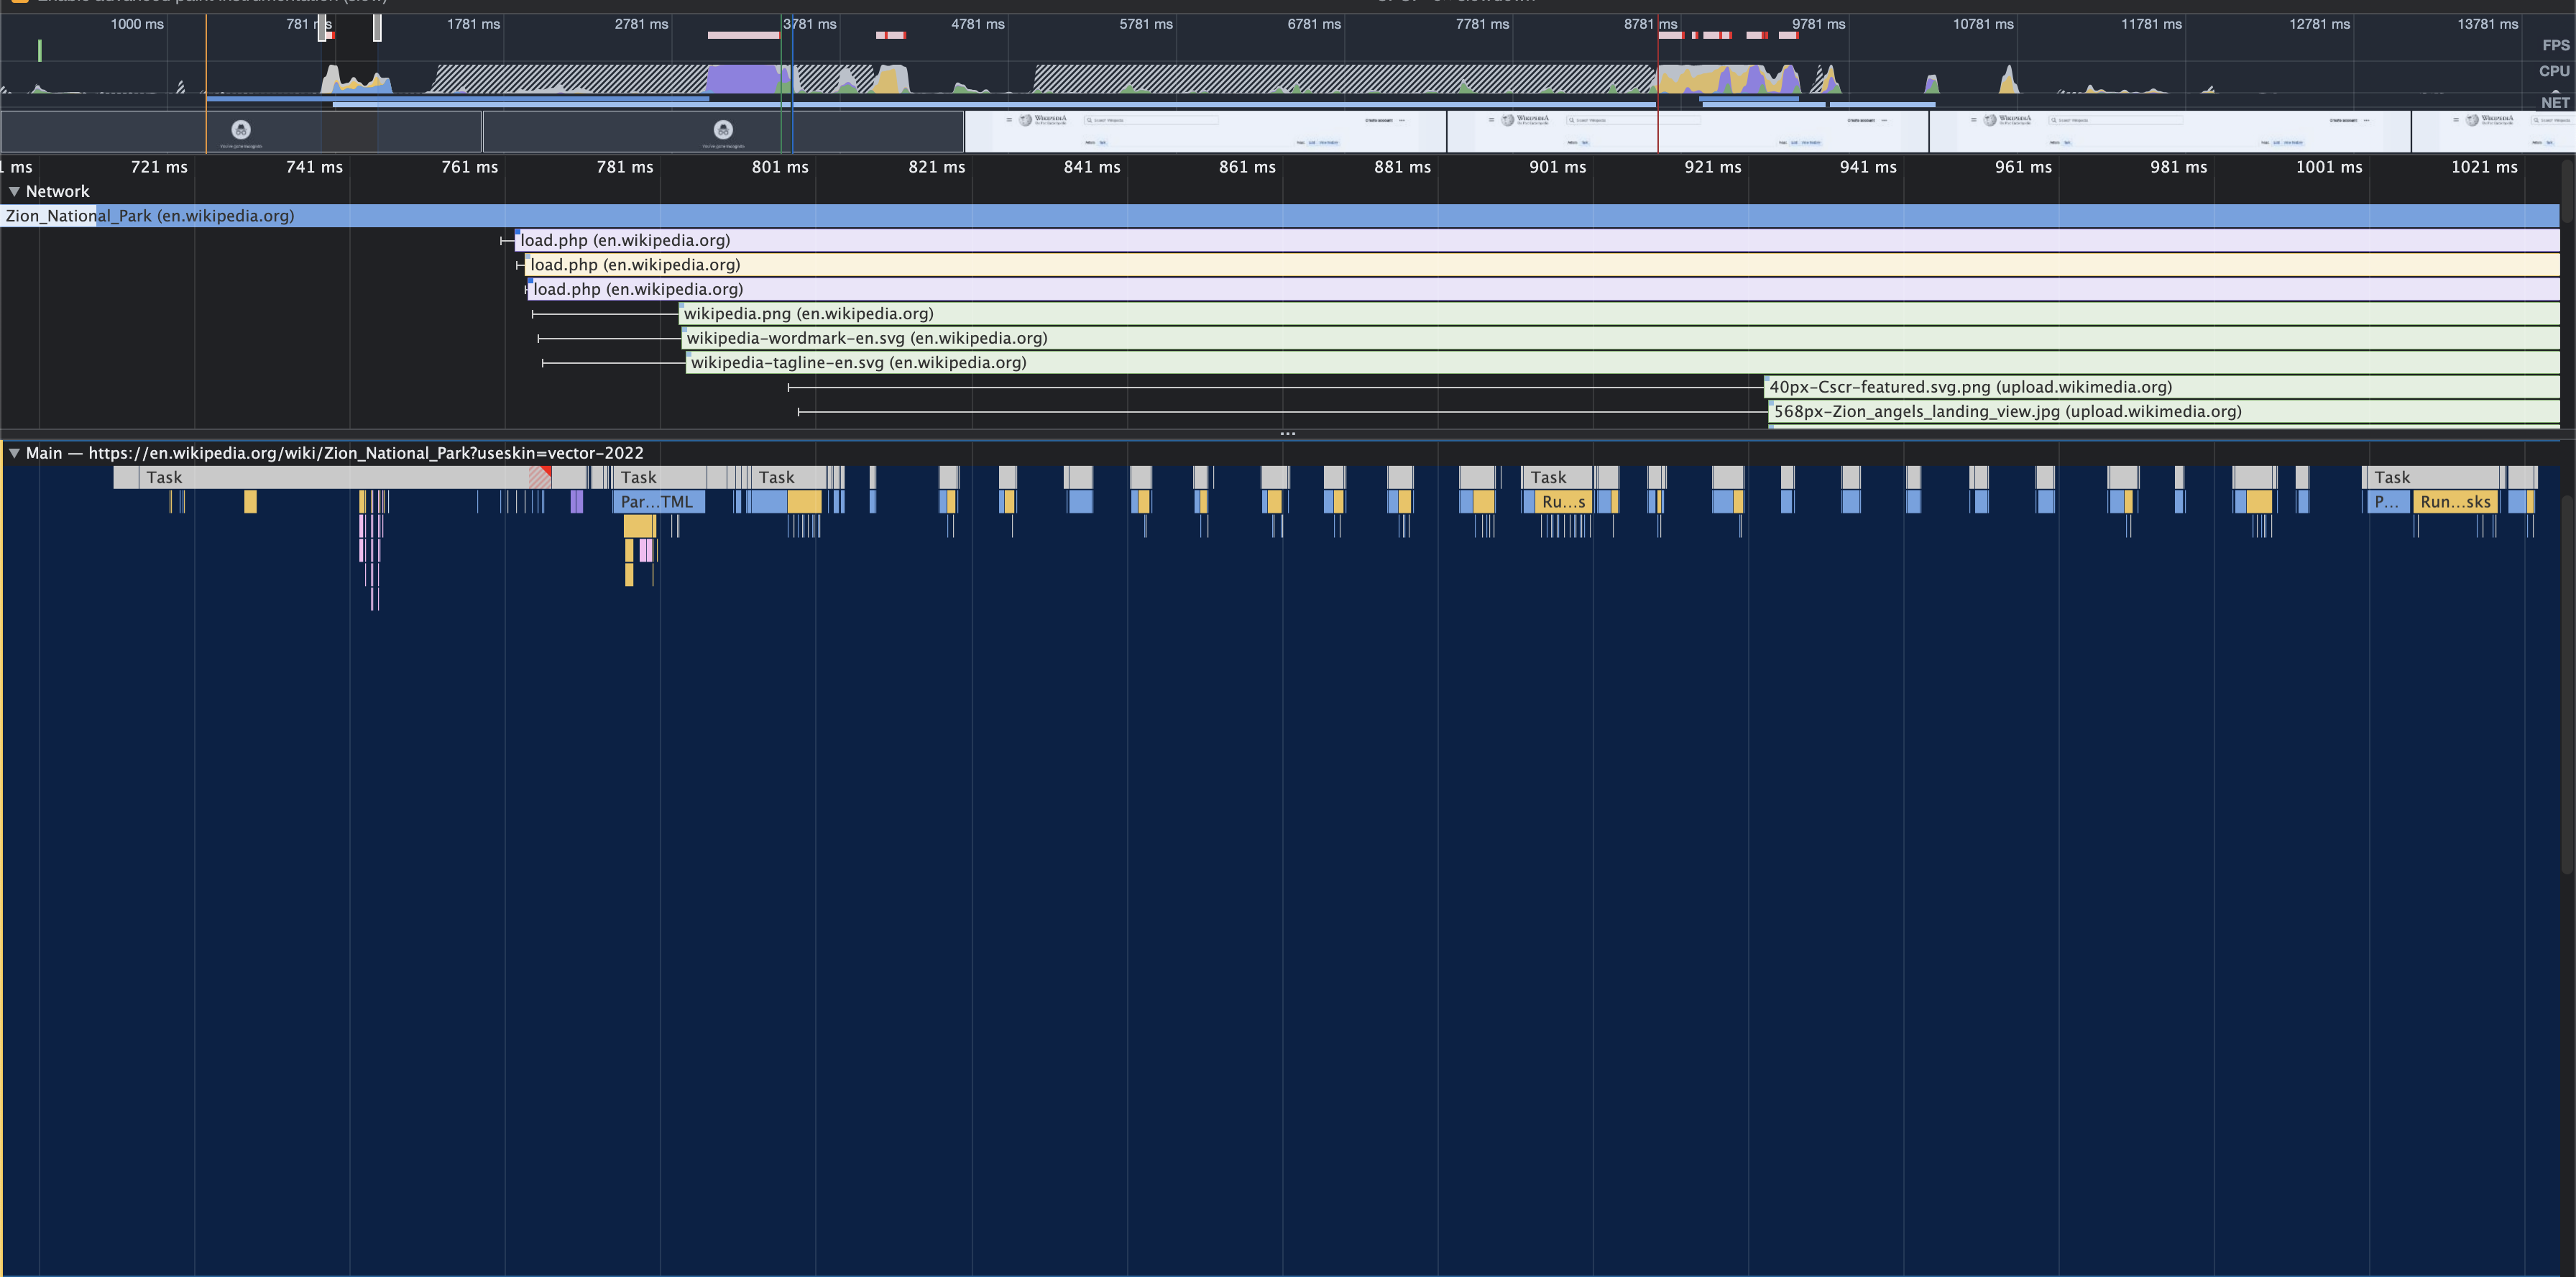 1000 ms 781 ms 1781 ms 2781 ms 3781 ms 4781 ms 5781 ms 6781 ms 7781 ms 8781 ms 9781 ms 10781 ms 11781 ms 12781 ms 13781 ms
FPS
CPU
NET
ms 721 ms 741 ms 761 ms 781 ms 801 ms 821 ms 841 ms 861 ms 881 ms 901 ms 921 ms 941 ms 961 ms 981 ms 1001 ms 1021 ms
▼ Network
Zion_National_Park (en.wikipedia.org)
load.php (en.wikipedia.org)
load.php (en.wikipedia.org)
load.php (en.wikipedia.org)
wikipedia.png (en.wikipedia.org)
wikipedia-wordmark-en.svg (en.wikipedia.org)
wikipedia-tagline-en.svg (en.wikipedia.org)
40px-Cscr-featured.svg.png (upload.wikimedia.org)
568px-Zion_angels_landing_view.jpg (upload.wikimedia.org)
...
▼ Main — https://en.wikipedia.org/wiki/Zion_National_Park?useskin=vector-2022
Task Task Task Task Task
Par...TML Ru...s P... Run...sks